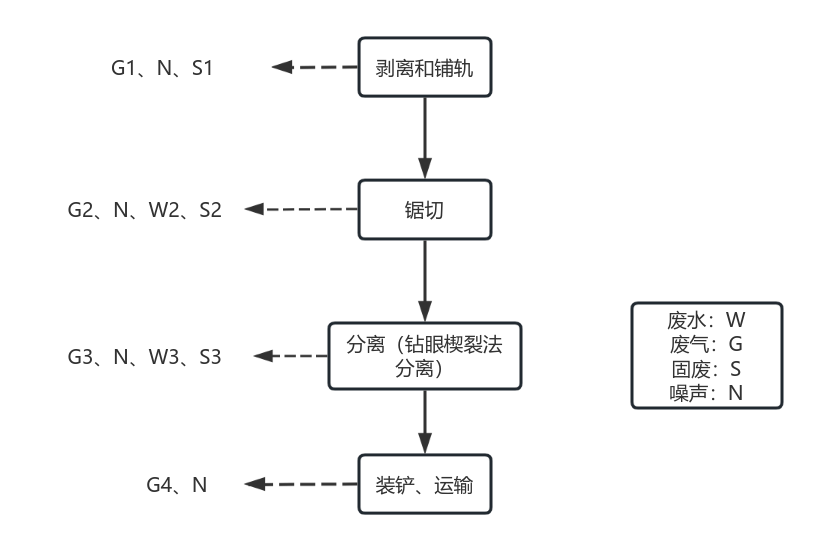 G1、N、S1
剥离和铺轨
G2、N、W2、S2
锯切
G3、N、W3、S3
分离（钻眼楔裂法
分离）
废水：W
废气：G
固废：S
噪声：N
G4、N
装铲、运输